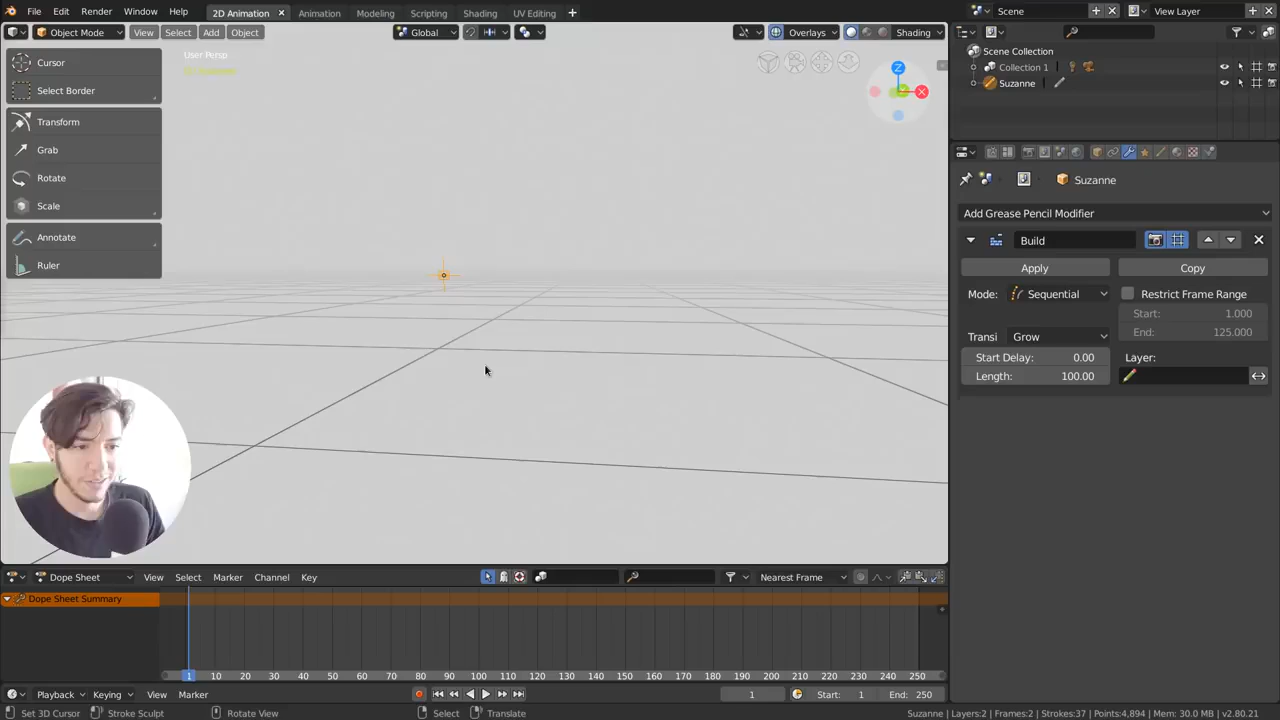 File Edit Render Window Help 2D Animation Animation Modeling Scripting Shading UV Editing Scene View Layer
Object Mode View Select Add Object Global Overlays Shading
User Persp
Cursor
Select Border
Transform
Grab
Rotate
Scale
Annotate
Ruler
Z
X
Scene Collection
Collection 1
Suzanne
Suzanne
Add Grease Pencil Modifier
Build
Apply Copy
Mode: Sequential Restrict Frame Range
Start: 1.000
End: 125.000
Transi Grow
Start Delay: 0.00 Layer:
Length: 100.00
Dope Sheet View Select Marker Channel Key Nearest Frame
Dope Sheet Summary
1 10 20 30 40 50 60 70 80 90 100 110 120 130 140 150 160 170 180 190 200 210 220 230 240 250
Playback Keying View Marker 1 Start: 1 End: 250
Set 3D Cursor Stroke Sculpt Rotate View Select Translate Suzanne | Layers:2 | Frames:2 | Strokes:37 | Points:4,894 | Mem: 30.0 MB | v2.80.21